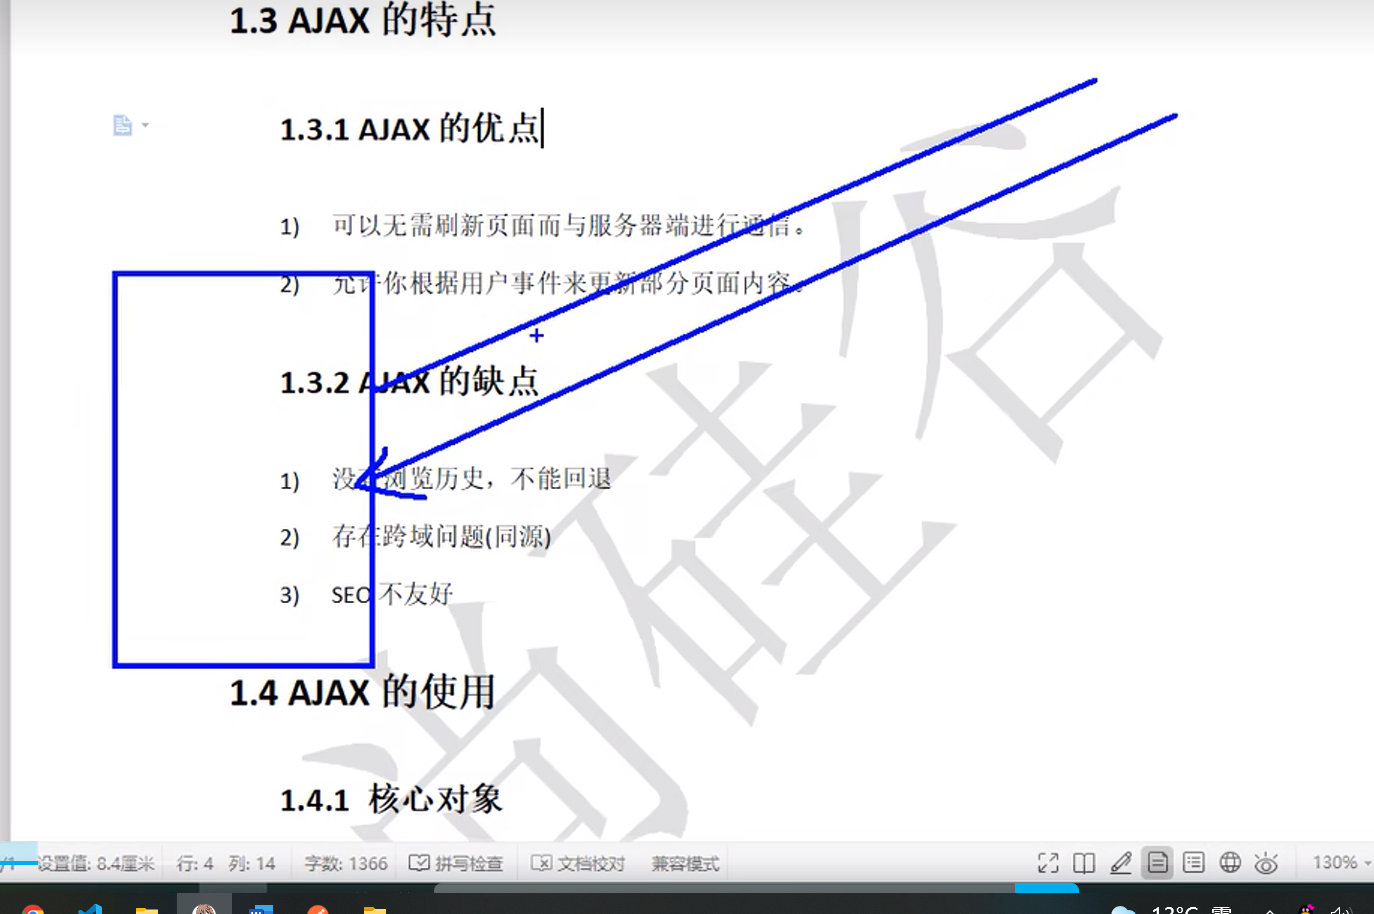 1.3 AJAX 的特点
1.3.1 AJAX 的优点
1) 可以无需刷新页面而与服务器端进行通信。
2) 允许你根据用户事件来更新部分页面内容。
1.3.2 AJAX 的缺点
1) 没有浏览历史，不能回退
2) 存在跨域问题(同源)
3) SEO 不友好
1.4 AJAX 的使用
1.4.1 核心对象
尚硅谷
/1 设置值: 8.4厘米 行: 4 列: 14 字数: 1366 拼写检查 文档校对 兼容模式 130%